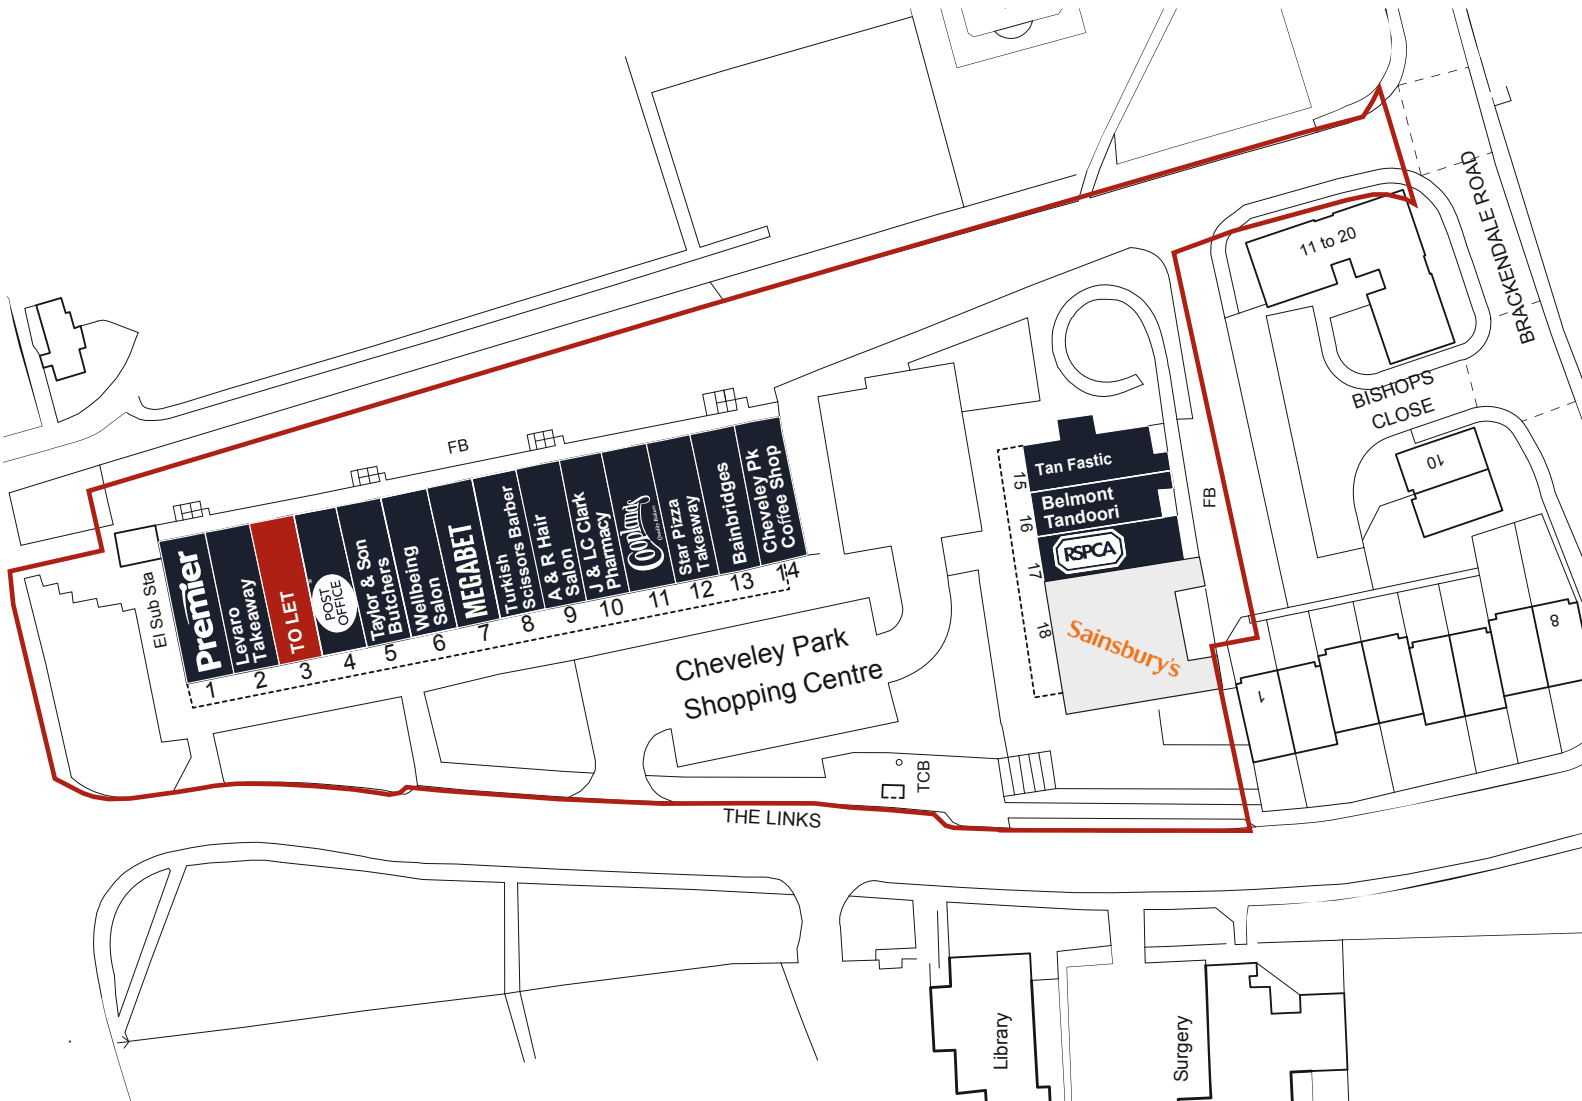 BRACKENDALE ROAD
11 to 20
BISHOPS
CLOSE
10
8
1
FB
FB
El Sub Sta
Premier
Levaro
Takeaway
TO LET
POST
OFFICE
Taylor & Son
Butchers
Wellbeing
Salon
MEGABET
Turkish
Scissors Barber
A & R Hair
Salon
J & LC Clark
Pharmacy
Cooplands
Quality Bakers
Star Pizza
Takeaway
Bainbridges
Cheveley Pk
Coffee Shop
1
2
3
4
5
6
7
8
9
10
11
12
13
14
Tan Fastic
Belmont
Tandoori
RSPCA
Sainsbury's
15
16
17
18
Cheveley Park
Shopping Centre
TCB
THE LINKS
Library
Surgery